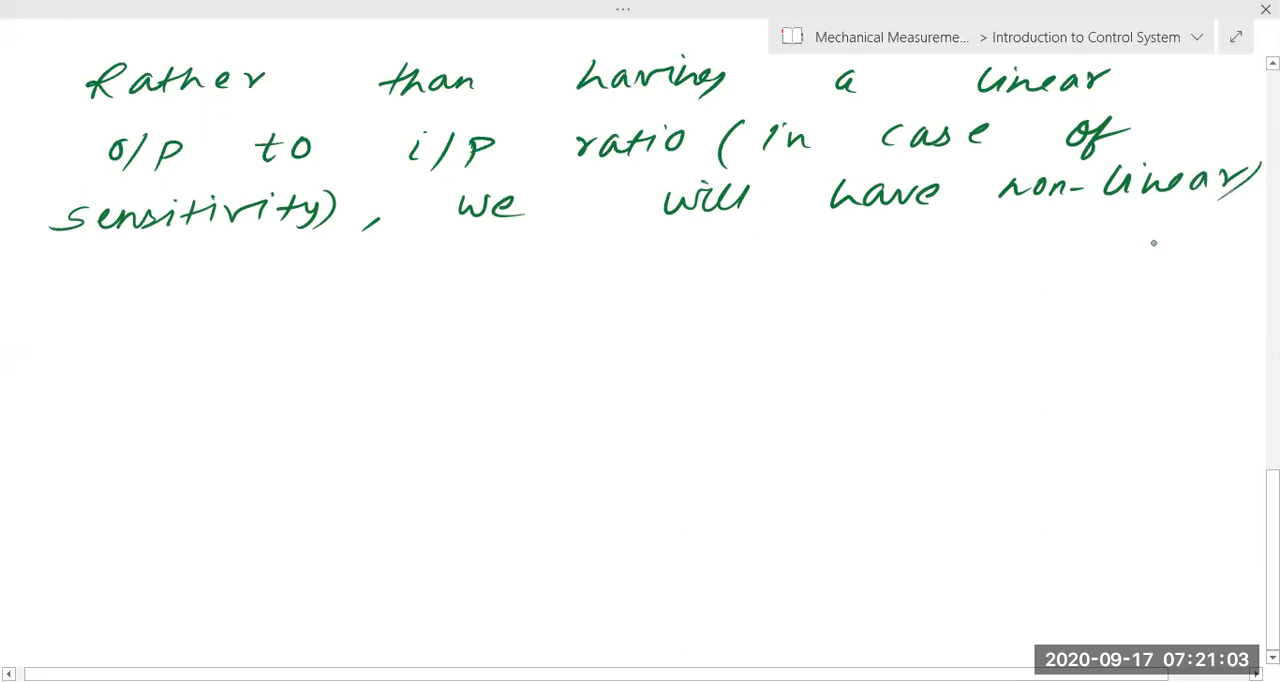 Mechanical Measureme... > Introduction to Control System
Rather than having a linear
o/p to i/p ratio (in case of
sensitivity), we will have non-linear
2020-09-17 07:21:03